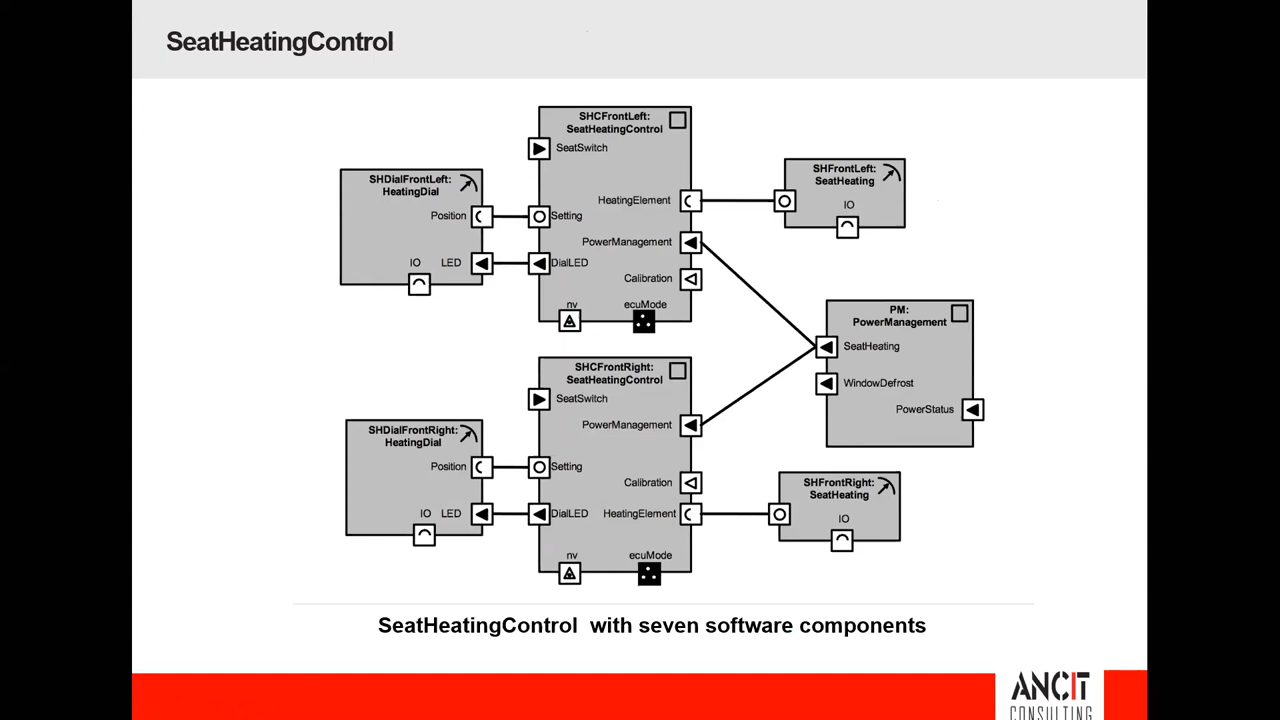 SeatHeatingControl
SHCFrontLeft:
SeatHeatingControl
SeatSwitch
HeatingElement
Setting
PowerManagement
DialLED
Calibration
nv
ecuMode
SHDialFrontLeft:
HeatingDial
Position
IO
LED
SHFrontLeft:
SeatHeating
IO
PM:
PowerManagement
SeatHeating
WindowDefrost
PowerStatus
SHCFrontRight:
SeatHeatingControl
SeatSwitch
PowerManagement
Setting
Calibration
DialLED
HeatingElement
nv
ecuMode
SHDialFrontRight:
HeatingDial
Position
IO
LED
SHFrontRight:
SeatHeating
IO
SeatHeatingControl with seven software components
ANCIT
CONSULTING